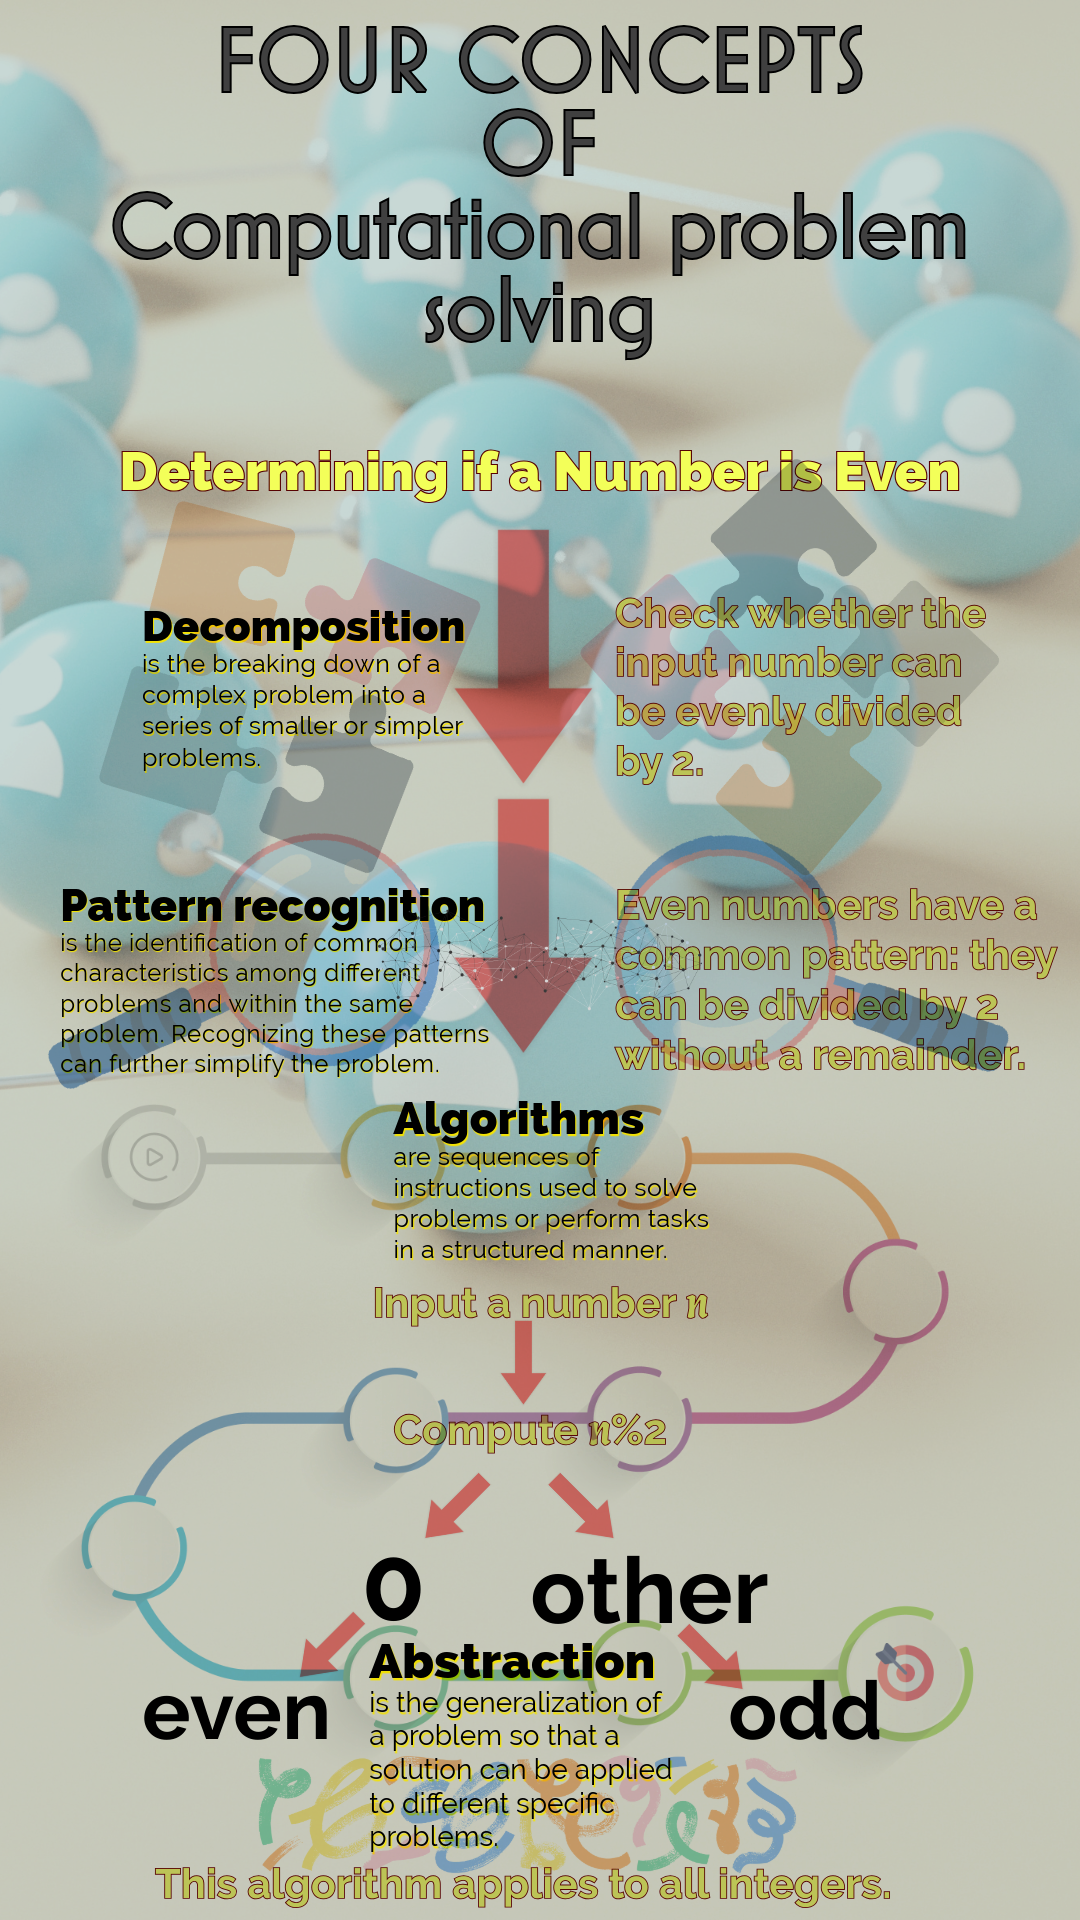 FOUR CONCEPTS
OF
Computational problem
solving
Determining if a Number is Even
Decomposition
is the breaking down of a
complex problem into a
series of smaller or simpler
problems.
Check whether the
input number can
be evenly divided
by 2.
Pattern recognition
is the identification of common
characteristics among different
problems and within the same
problem. Recognizing these patterns
can further simplify the problem.
Even numbers have a
common pattern: they
can be divided by 2
without a remainder.
Algorithms
are sequences of
instructions used to solve
problems or perform tasks
in a structured manner.
Input a number n
Compute n%2
0 other
even odd
Abstraction
is the generalization of
a problem so that a
solution can be applied
to different specific
problems.
This algorithm applies to all integers.